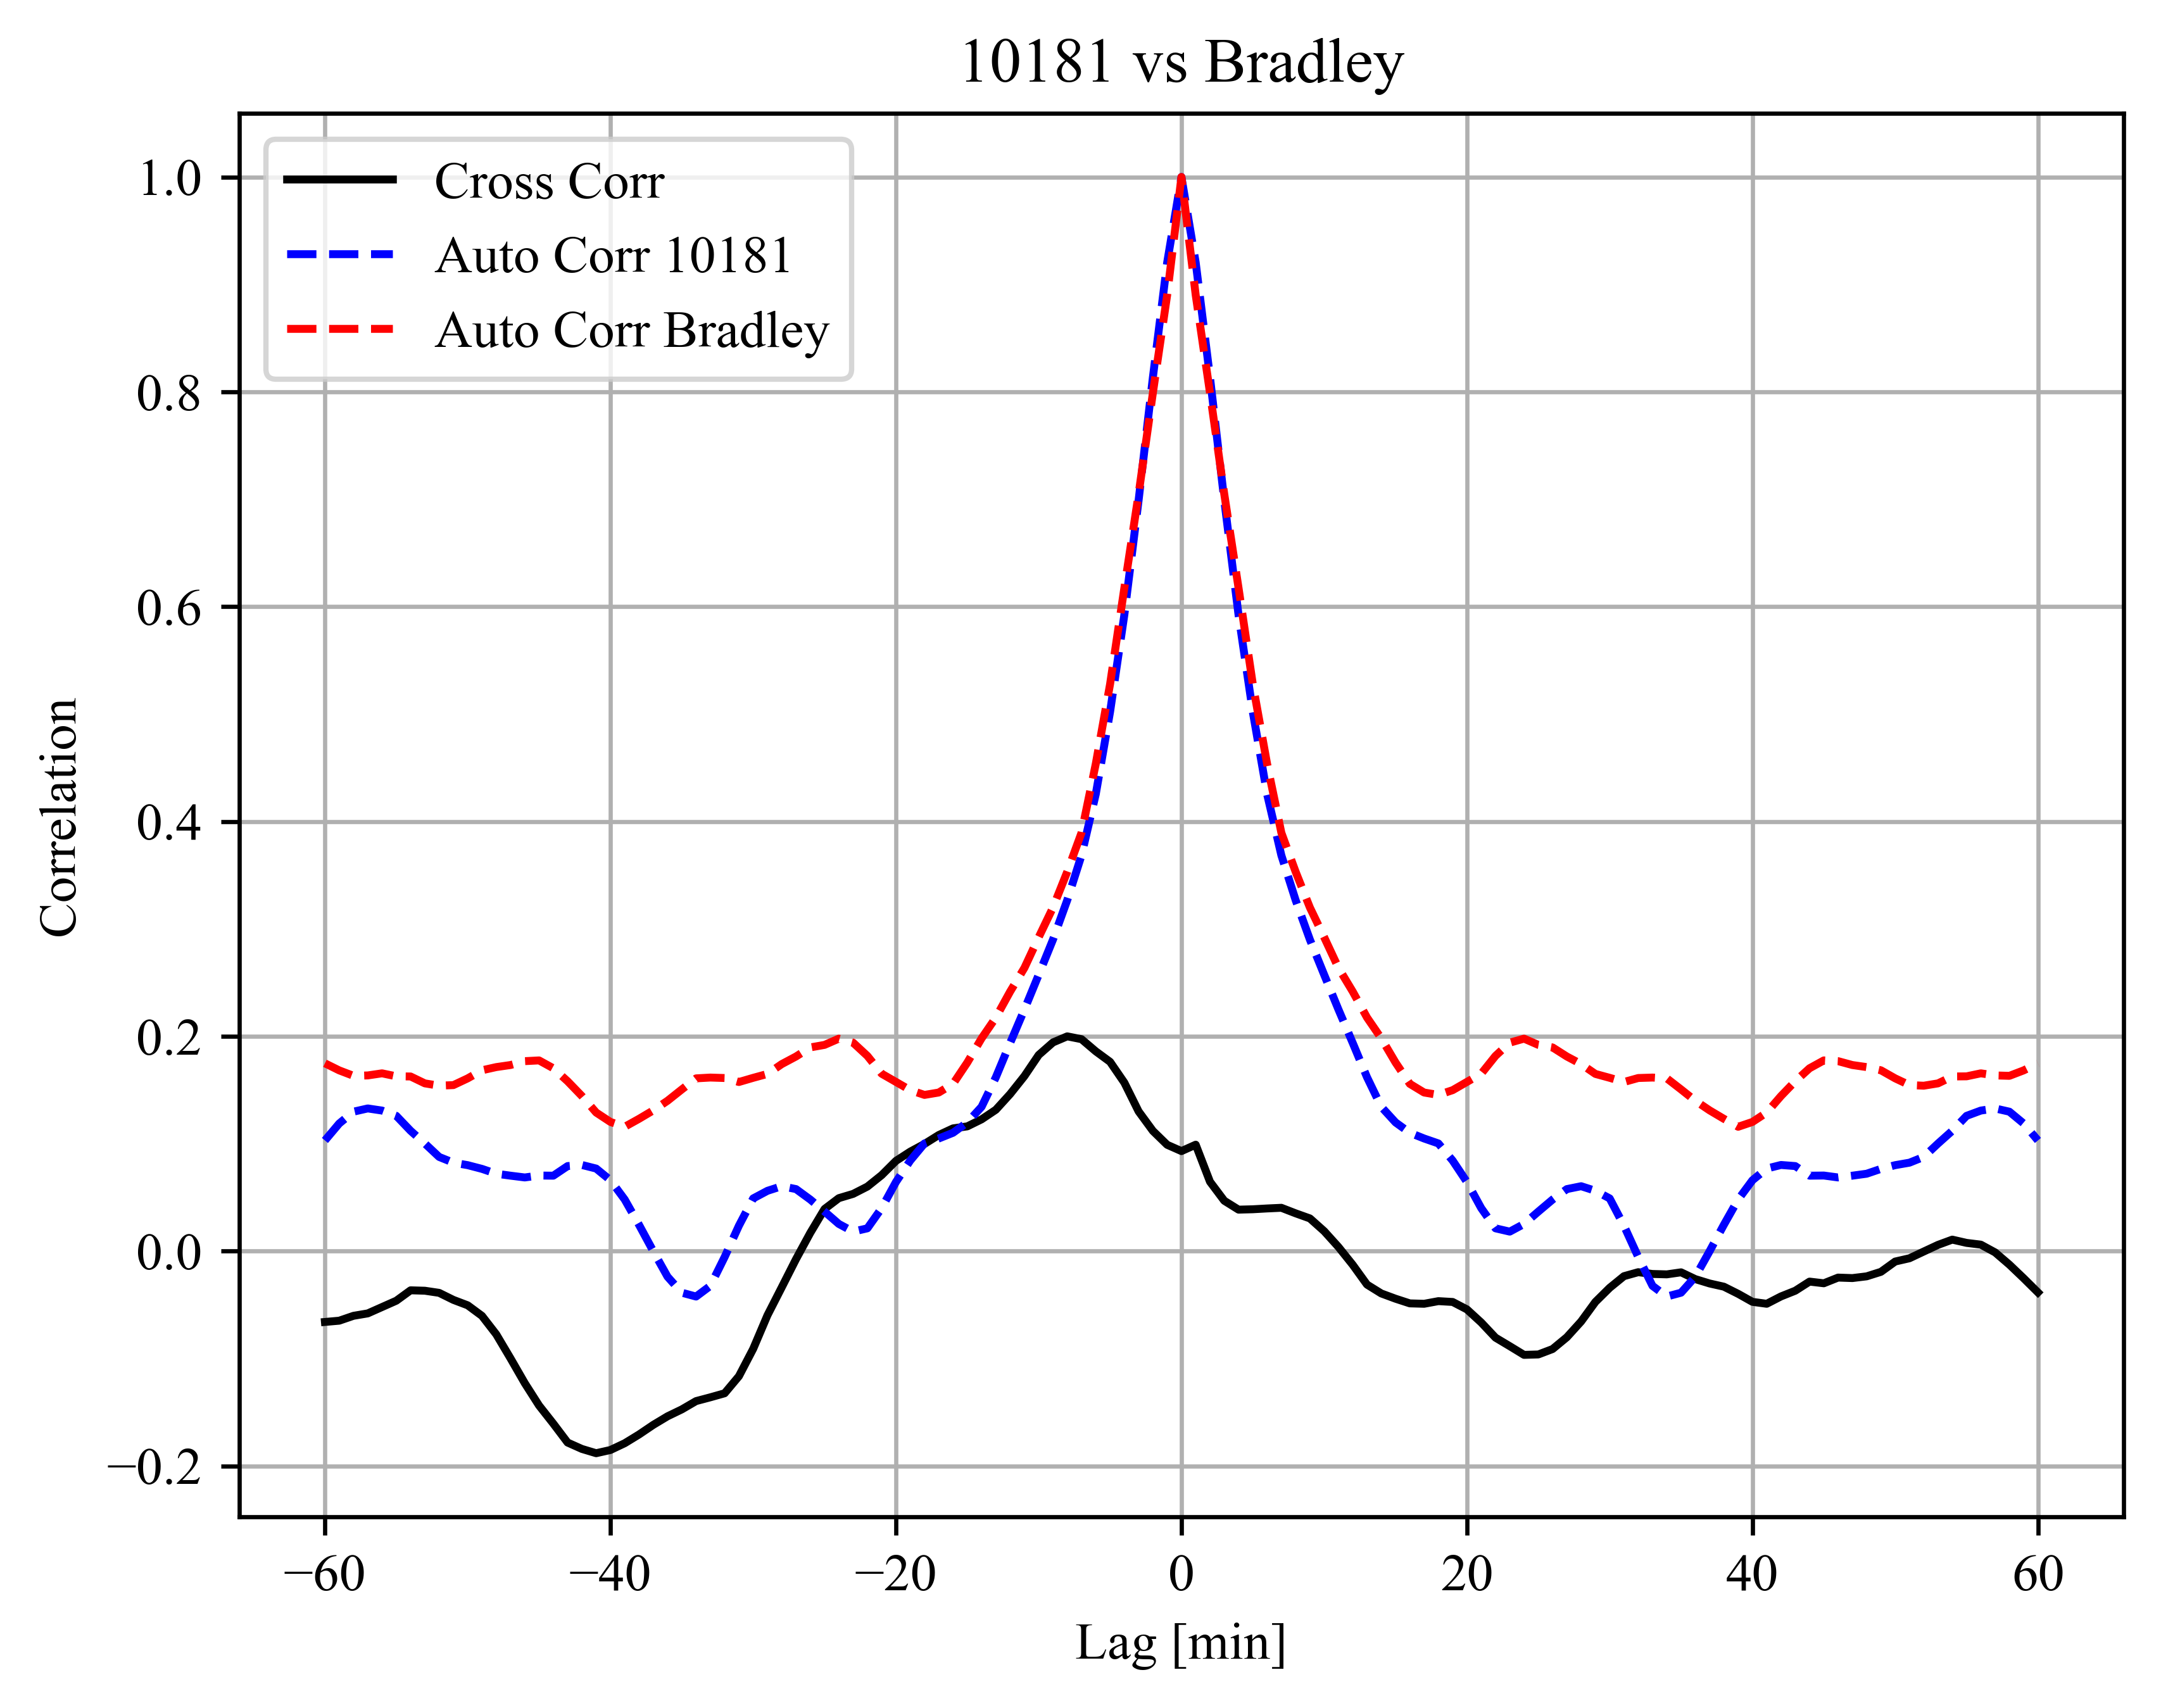 10181 vs Bradley
Cross Corr
Auto Corr 10181
Auto Corr Bradley
1.0
0.8
0.6
0.4
0.2
0.0
−0.2
Correlation
−60
−40
−20
0
20
40
60
Lag [min]